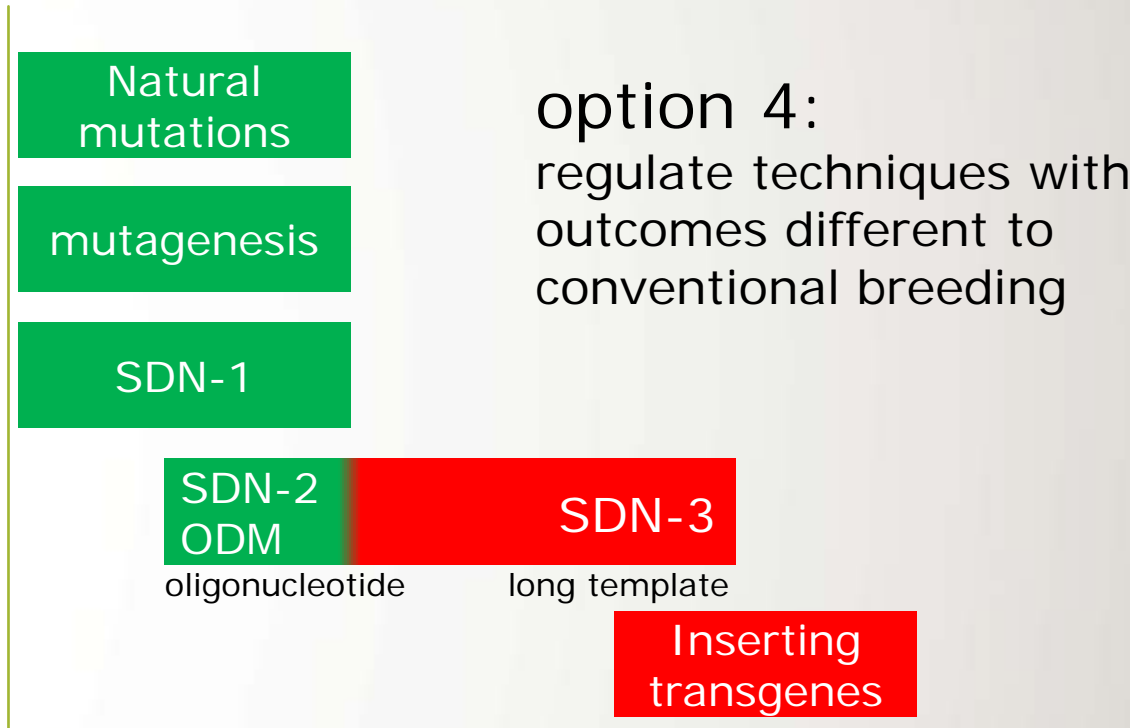 Natural
mutations
option 4:
regulate techniques with
outcomes different to
conventional breeding
mutagenesis
SDN-1
SDN-2
ODM
SDN-3
oligonucleotide
long template
Inserting
transgenes